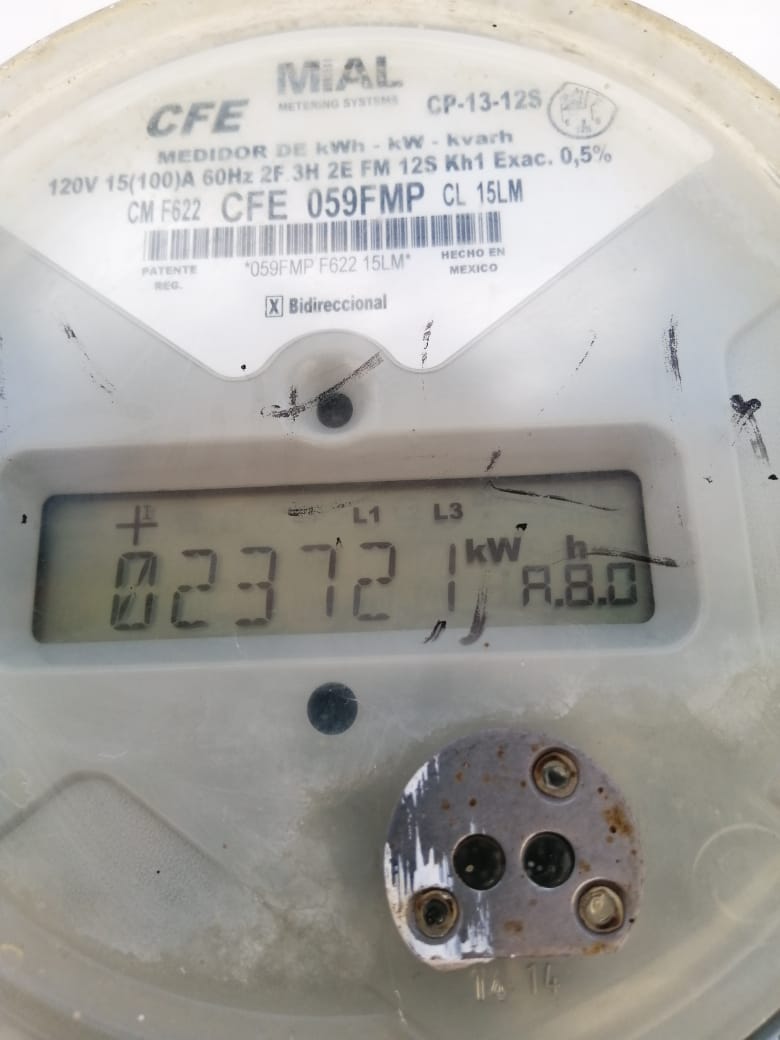 MIAL
METERING SYSTEMS
CFE
CP-13-12S
MEDIDOR DE kWh - kW - kvarh
120V 15(100)A 60Hz 2F 3H 2E FM 12S Kh1 Exac. 0,5%
CM F622 CFE 059FMP CL 15LM
PATENTE REG.
*059FMP F622 15LM*
HECHO EN MEXICO
X Bidireccional
L1 L3
023721 kW h A.8.0
14 14